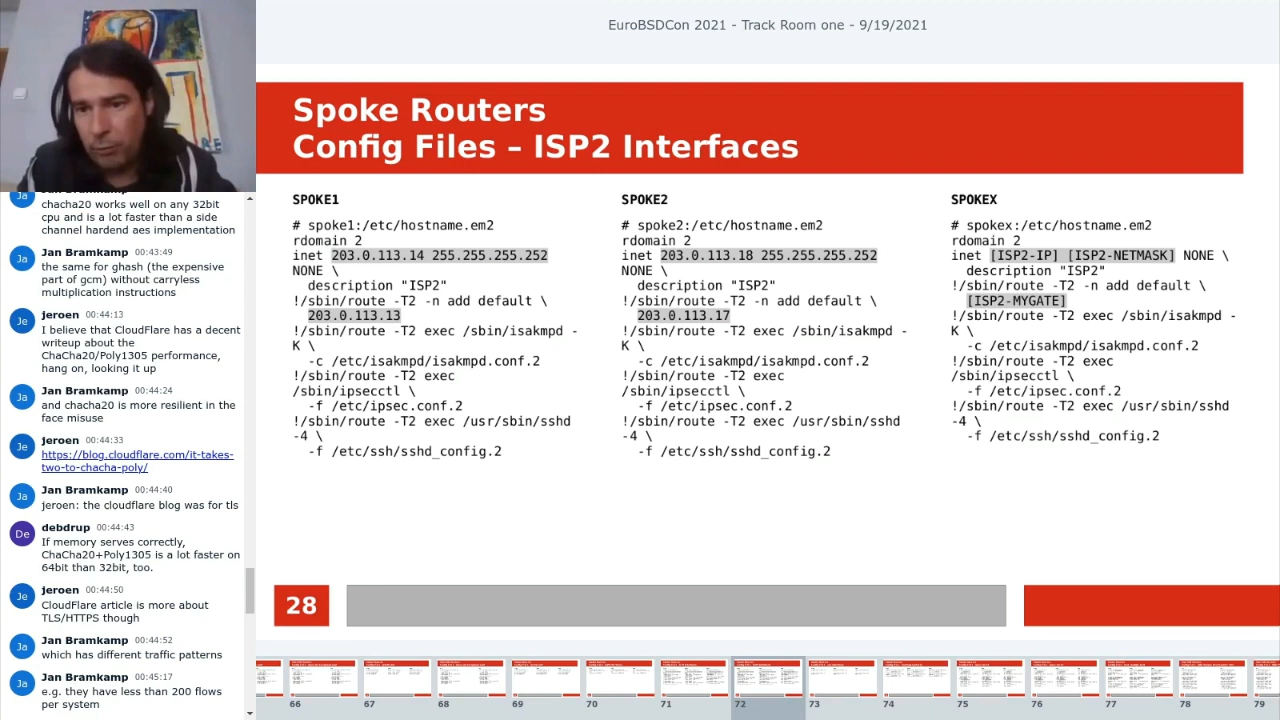 EuroBSDCon 2021 - Track Room one - 9/19/2021
Spoke Routers
Config Files – ISP2 Interfaces
SPOKE1
# spoke1:/etc/hostname.em2
rdomain 2
inet 203.0.113.14 255.255.255.252
NONE \
description "ISP2"
!/sbin/route -T2 -n add default \
203.0.113.13
!/sbin/route -T2 exec /sbin/isakmpd -
K \
-c /etc/isakmpd/isakmpd.conf.2
!/sbin/route -T2 exec
/sbin/ipsecctl \
-f /etc/ipsec.conf.2
!/sbin/route -T2 exec /usr/sbin/sshd
-4 \
-f /etc/ssh/sshd_config.2
SPOKE2
# spoke2:/etc/hostname.em2
rdomain 2
inet 203.0.113.18 255.255.255.252
NONE \
description "ISP2"
!/sbin/route -T2 -n add default \
203.0.113.17
!/sbin/route -T2 exec /sbin/isakmpd -
K \
-c /etc/isakmpd/isakmpd.conf.2
!/sbin/route -T2 exec
/sbin/ipsecctl \
-f /etc/ipsec.conf.2
!/sbin/route -T2 exec /usr/sbin/sshd
-4 \
-f /etc/ssh/sshd_config.2
SPOKEX
# spokex:/etc/hostname.em2
rdomain 2
inet [ISP2-IP] [ISP2-NETMASK] NONE \
description "ISP2"
!/sbin/route -T2 -n add default \
[ISP2-MYGATE]
!/sbin/route -T2 exec /sbin/isakmpd -
K \
-c /etc/isakmpd/isakmpd.conf.2
!/sbin/route -T2 exec
/sbin/ipsecctl \
-f /etc/ipsec.conf.2
!/sbin/route -T2 exec /usr/sbin/sshd
-4 \
-f /etc/ssh/sshd_config.2
28
Ja
chacha20 works well on any 32bit
cpu and is a lot faster than a side
channel hardend aes implementation
Ja
Jan Bramkamp 00:43:49
the same for ghash (the expensive
part of gcm) without carryless
multiplication instructions
Je
jeroen 00:44:13
I believe that CloudFlare has a decent
writeup about the
ChaCha20/Poly1305 performance,
hang on, looking it up
Ja
Jan Bramkamp 00:44:24
and chacha20 is more resilient in the
face misuse
Je
jeroen 00:44:33
https://blog.cloudflare.com/it-takes-
two-to-chacha-poly/
Ja
Jan Bramkamp 00:44:40
jeroen: the cloudflare blog was for tls
De
debdrup 00:44:43
If memory serves correctly,
ChaCha20+Poly1305 is a lot faster on
64bit than 32bit, too.
Je
jeroen 00:44:50
CloudFlare article is more about
TLS/HTTPS though
Ja
Jan Bramkamp 00:44:52
which has different traffic patterns
Ja
Jan Bramkamp 00:45:17
e.g. they have less than 200 flows
per system
66
67
68
69
70
71
72
73
74
75
76
77
78
79